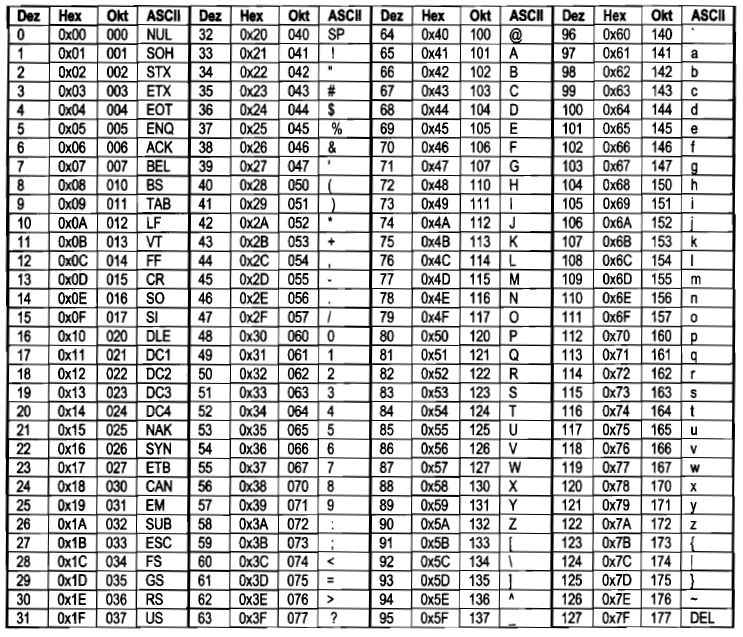 Dez Hex Okt ASCII Dez Hex Okt ASCII Dez Hex Okt ASCII Dez Hex Okt ASCII
0 0x00 000 NUL 32 0x20 040 SP 64 0x40 100 @ 96 0x60 140 `
1 0x01 001 SOH 33 0x21 041 ! 65 0x41 101 A 97 0x61 141 a
2 0x02 002 STX 34 0x22 042 " 66 0x42 102 B 98 0x62 142 b
3 0x03 003 ETX 35 0x23 043 # 67 0x43 103 C 99 0x63 143 c
4 0x04 004 EOT 36 0x24 044 $ 68 0x44 104 D 100 0x64 144 d
5 0x05 005 ENQ 37 0x25 045 % 69 0x45 105 E 101 0x65 145 e
6 0x06 006 ACK 38 0x26 046 & 70 0x46 106 F 102 0x66 146 f
7 0x07 007 BEL 39 0x27 047 ' 71 0x47 107 G 103 0x67 147 g
8 0x08 010 BS 40 0x28 050 ( 72 0x48 110 H 104 0x68 150 h
9 0x09 011 TAB 41 0x29 051 ) 73 0x49 111 I 105 0x69 151 i
10 0x0A 012 LF 42 0x2A 052 * 74 0x4A 112 J 106 0x6A 152 j
11 0x0B 013 VT 43 0x2B 053 + 75 0x4B 113 K 107 0x6B 153 k
12 0x0C 014 FF 44 0x2C 054 , 76 0x4C 114 L 108 0x6C 154 l
13 0x0D 015 CR 45 0x2D 055 - 77 0x4D 115 M 109 0x6D 155 m
14 0x0E 016 SO 46 0x2E 056 . 78 0x4E 116 N 110 0x6E 156 n
15 0x0F 017 SI 47 0x2F 057 / 79 0x4F 117 O 111 0x6F 157 o
16 0x10 020 DLE 48 0x30 060 0 80 0x50 120 P 112 0x70 160 p
17 0x11 021 DC1 49 0x31 061 1 81 0x51 121 Q 113 0x71 161 q
18 0x12 022 DC2 50 0x32 062 2 82 0x52 122 R 114 0x72 162 r
19 0x13 023 DC3 51 0x33 063 3 83 0x53 123 S 115 0x73 163 s
20 0x14 024 DC4 52 0x34 064 4 84 0x54 124 T 116 0x74 164 t
21 0x15 025 NAK 53 0x35 065 5 85 0x55 125 U 117 0x75 165 u
22 0x16 026 SYN 54 0x36 066 6 86 0x56 126 V 118 0x76 166 v
23 0x17 027 ETB 55 0x37 067 7 87 0x57 127 W 119 0x77 167 w
24 0x18 030 CAN 56 0x38 070 8 88 0x58 130 X 120 0x78 170 x
25 0x19 031 EM 57 0x39 071 9 89 0x59 131 Y 121 0x79 171 y
26 0x1A 032 SUB 58 0x3A 072 : 90 0x5A 132 Z 122 0x7A 172 z
27 0x1B 033 ESC 59 0x3B 073 ; 91 0x5B 133 [ 123 0x7B 173 {
28 0x1C 034 FS 60 0x3C 074 < 92 0x5C 134 \ 124 0x7C 174 |
29 0x1D 035 GS 61 0x3D 075 = 93 0x5D 135 ] 125 0x7D 175 }
30 0x1E 036 RS 62 0x3E 076 > 94 0x5E 136 ^ 126 0x7E 176 ~
31 0x1F 037 US 63 0x3F 077 ? 95 0x5F 137 _ 127 0x7F 177 DEL